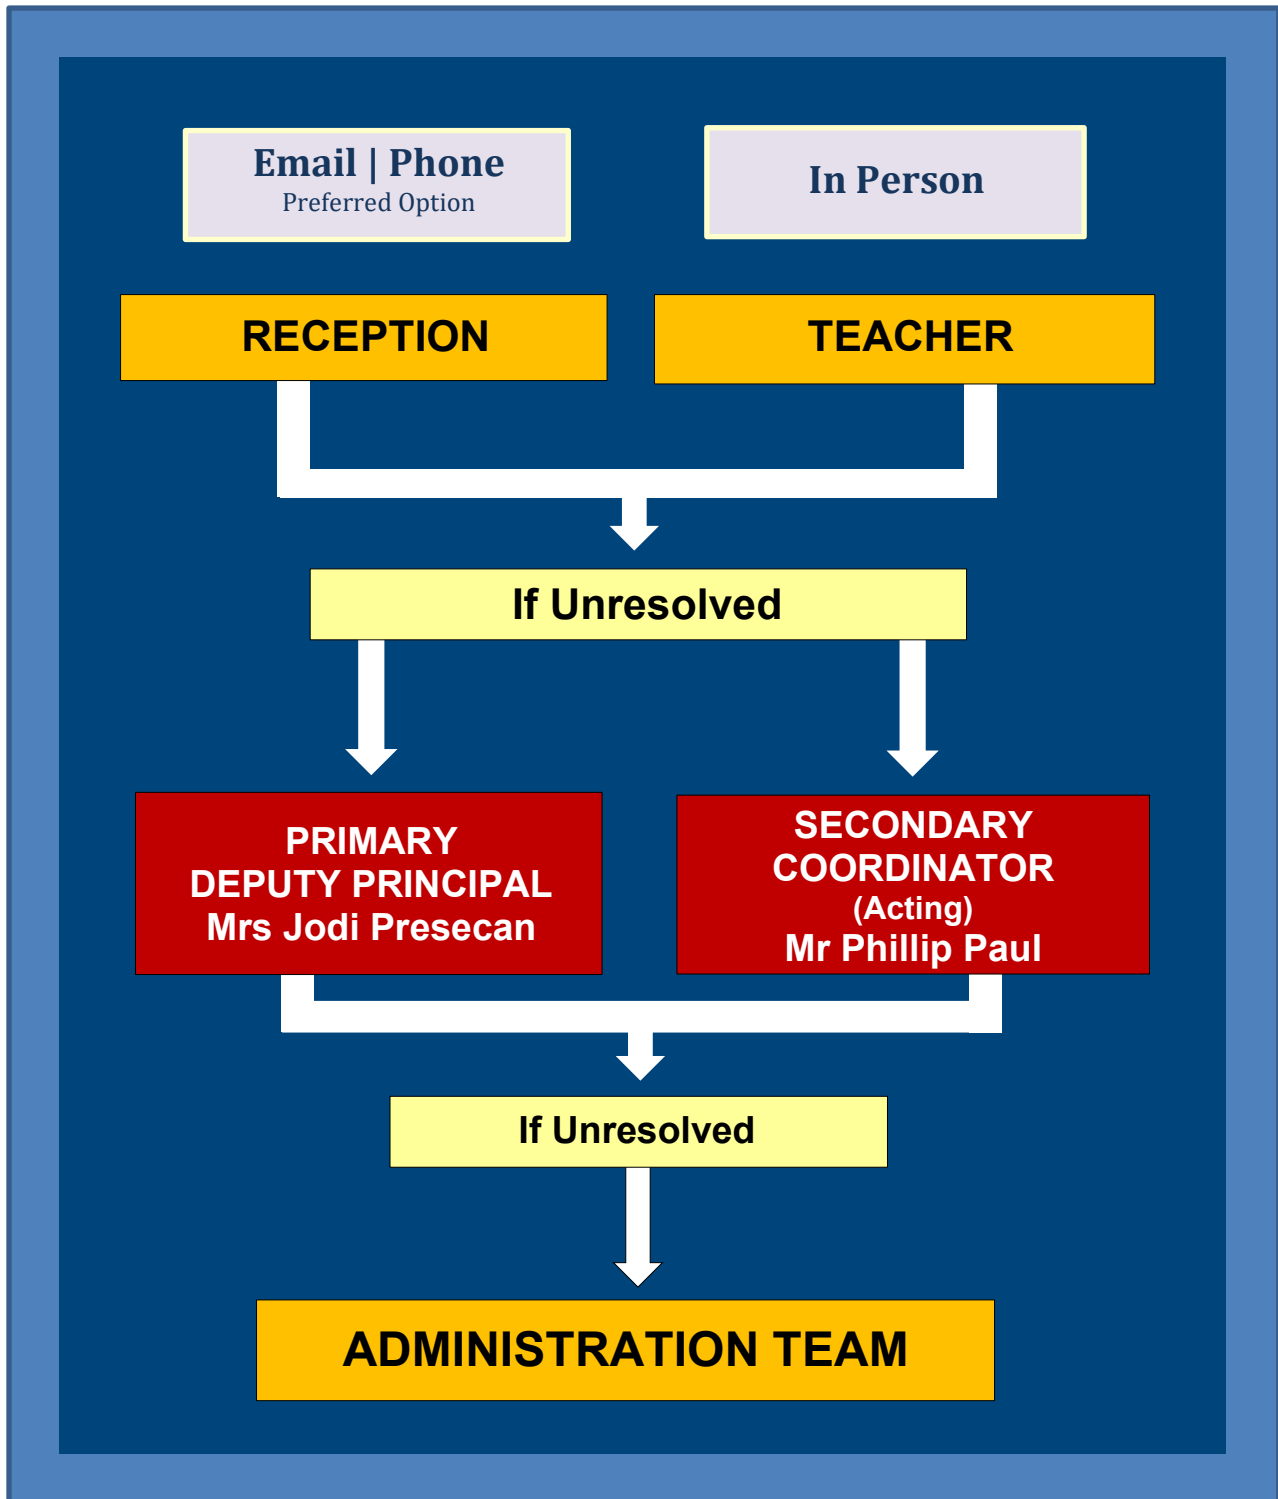 Email | Phone
Preferred Option
In Person
RECEPTION
TEACHER
If Unresolved
PRIMARY
DEPUTY PRINCIPAL
Mrs Jodi Presecan
SECONDARY
COORDINATOR
(Acting)
Mr Phillip Paul
If Unresolved
ADMINISTRATION TEAM